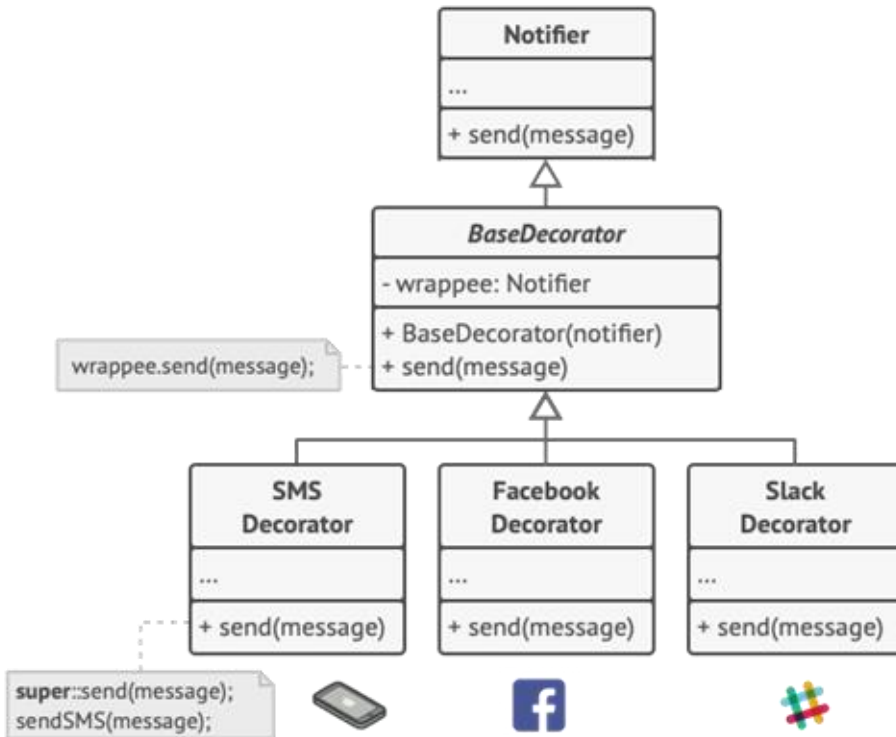 Notifier
...
+ send(message)
BaseDecorator
- wrappee: Notifier
+ BaseDecorator(notifier)
+ send(message)
wrappee.send(message);
SMS
Decorator
...
+ send(message)
Facebook
Decorator
...
+ send(message)
Slack
Decorator
...
+ send(message)
super::send(message);
sendSMS(message);